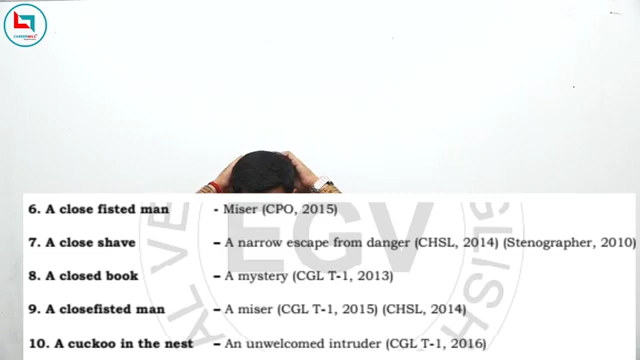 CAREERWILL
6. A close fisted man - Miser (CPO, 2015)
7. A close shave – A narrow escape from danger (CHSL, 2014) (Stenographer, 2010)
8. A closed book – A mystery (CGL T-1, 2013)
9. A closefisted man – A miser (CGL T-1, 2015) (CHSL, 2014)
10. A cuckoo in the nest – An unwelcomed intruder (CGL T-1, 2016)
EGV